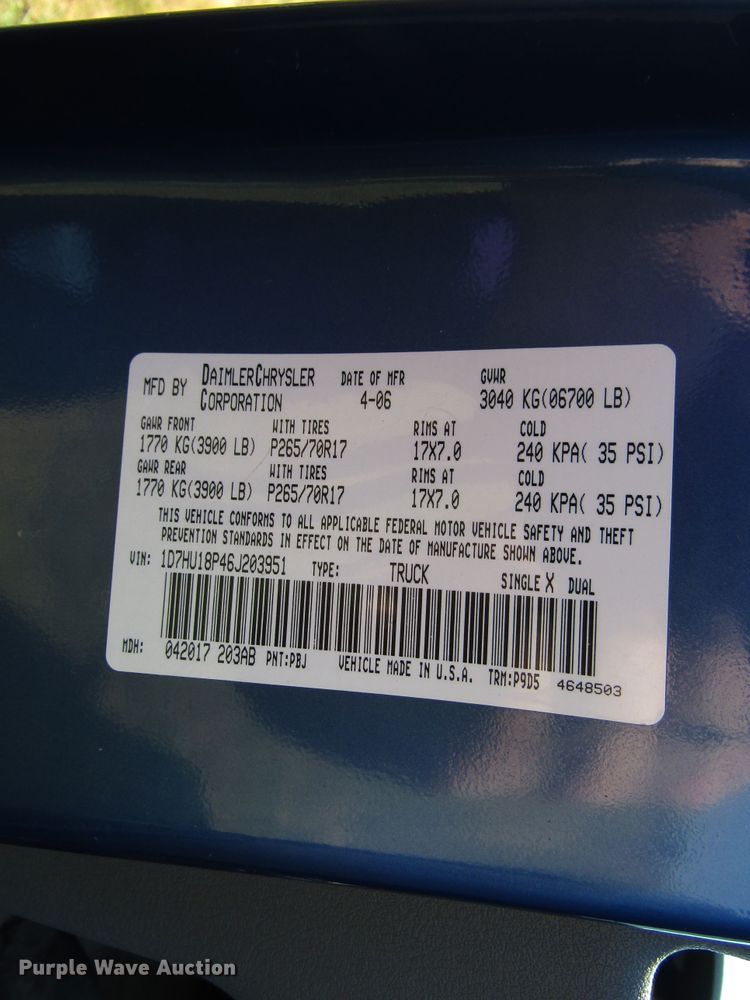 MFD BY DAIMLERCHRYSLER CORPORATION DATE OF MFR 4-06 GVWR 3040 KG(06700 LB)
GAWR FRONT WITH TIRES RIMS AT COLD
1770 KG(3900 LB) P265/70R17 17X7.0 240 KPA( 35 PSI)
GAWR REAR WITH TIRES RIMS AT COLD
1770 KG(3900 LB) P265/70R17 17X7.0 240 KPA( 35 PSI)
THIS VEHICLE CONFORMS TO ALL APPLICABLE FEDERAL MOTOR VEHICLE SAFETY AND THEFT
PREVENTION STANDARDS IN EFFECT ON THE DATE OF MANUFACTURE SHOWN ABOVE.
VIN: 1D7HU18P46J203951 TYPE: TRUCK SINGLE X DUAL
MDH: 042017 203AB PNT:PBJ VEHICLE MADE IN U.S.A. TRM:P9D5 4648503
Purple Wave Auction